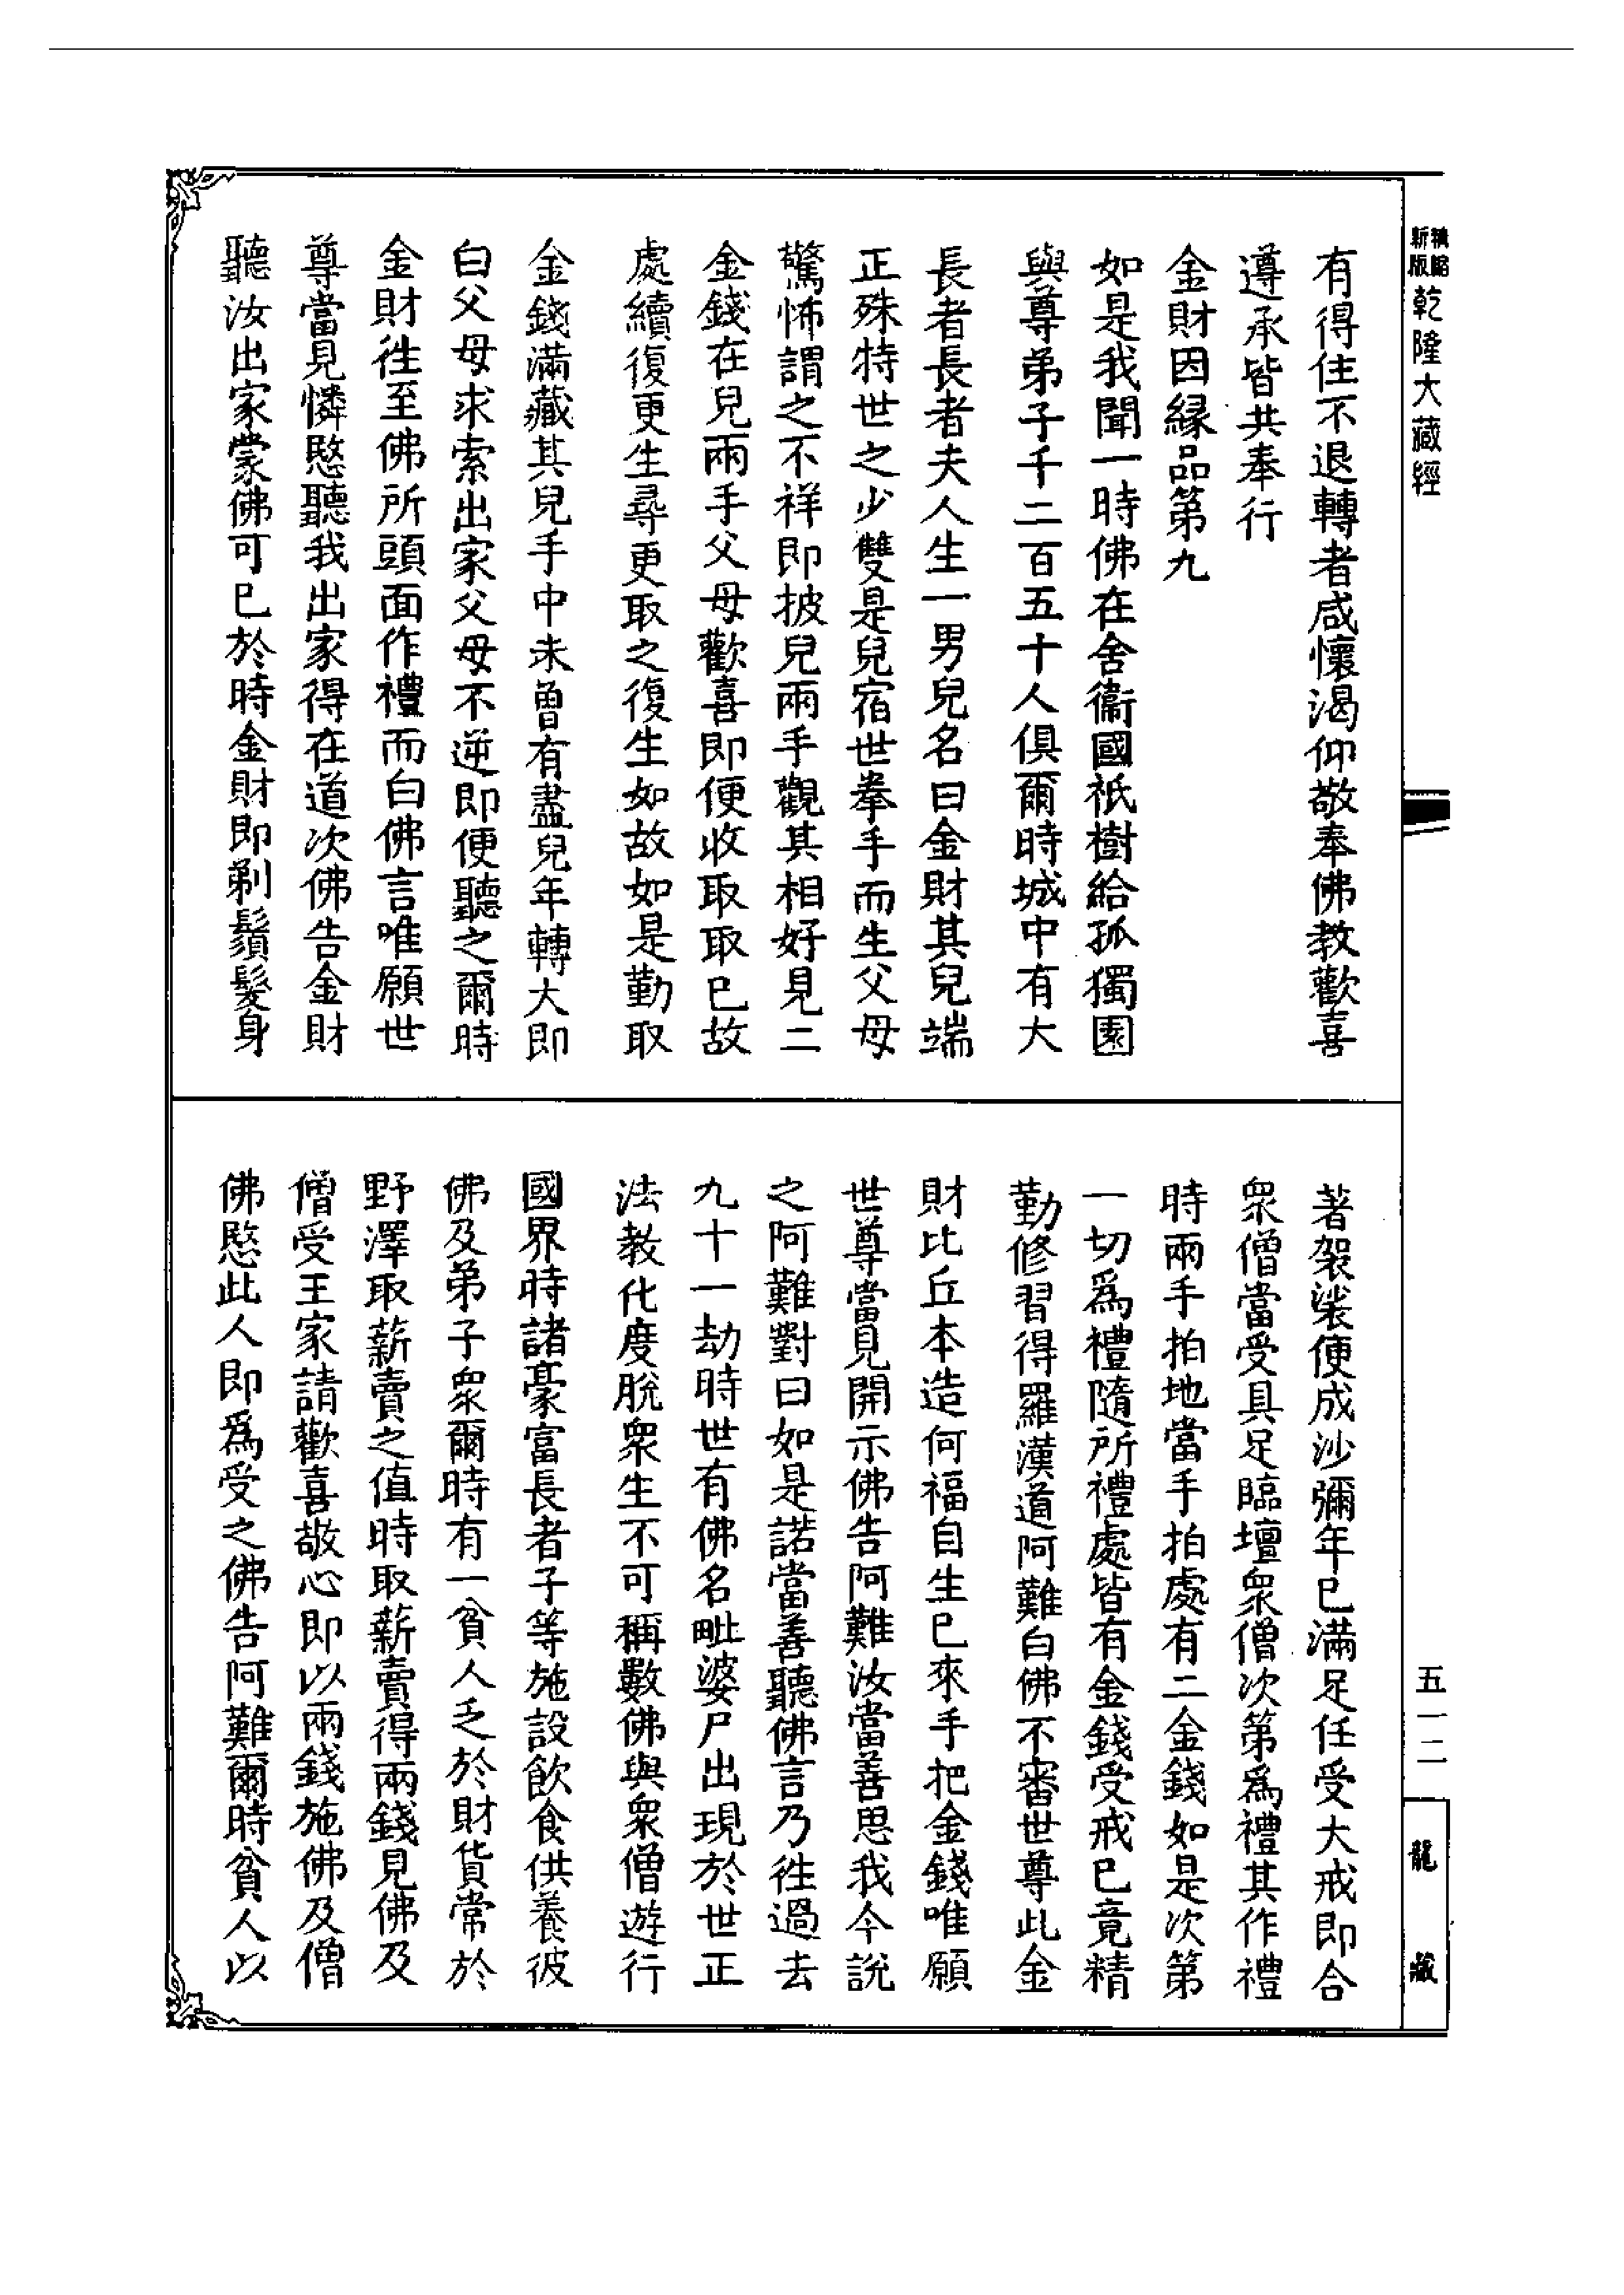 精縮新版乾隆大藏經
有得住不退轉者咸懷渴仰敬奉佛教歡喜
遵承皆共奉行
金財因緣品第九
如是我聞一時佛在舍衞國祇樹給孤獨園
與尊弟子千二百五十人俱爾時城中有大
長者長者夫人生一男兒名曰金財其兒端
正殊特世之少雙是兒宿世拳手而生父母
驚怖謂之不祥即披兒兩手觀其相好見二
金錢在兒兩手父母歡喜即便收取取已故
處續復更生尋更取之復生如故如是勤取
金錢滿藏其兒手中未曾有盡兒年轉大即
白父母求索出家父母不逆即便聽之爾時
金財徃至佛所頭面作禮而白佛言唯願世
尊當見憐愍聽我出家得在道次佛告金財
聽汝出家蒙佛可已於時金財即剃鬚髮身
著袈裟便成沙彌年已滿足任受大戒即合
衆僧當受具足臨壇衆僧次第爲禮其作禮
時兩手拍地當手拍處有二金錢如是次第
一切爲禮隨所禮處皆有金錢受戒已竟精
勤修習得羅漢道阿難白佛不審世尊此金
財比丘本造何福自生已來手把金錢唯願
世尊當見開示佛告阿難汝當善思我今說
之阿難對曰如是諾當善聽佛言乃徃過去
九十一劫時世有佛名毗婆尸出現於世正
法教化度脫衆生不可稱數佛與衆僧遊行
國界時諸豪富長者子等施設飲食供養彼
佛及弟子衆爾時有一貧人乏於財貨常於
野澤取薪賣之值時取薪賣得兩錢見佛及
僧受王家請歡喜敬心即以兩錢施佛及僧
佛愍此人即爲受之佛告阿難爾時貧人以
五一二
龍藏